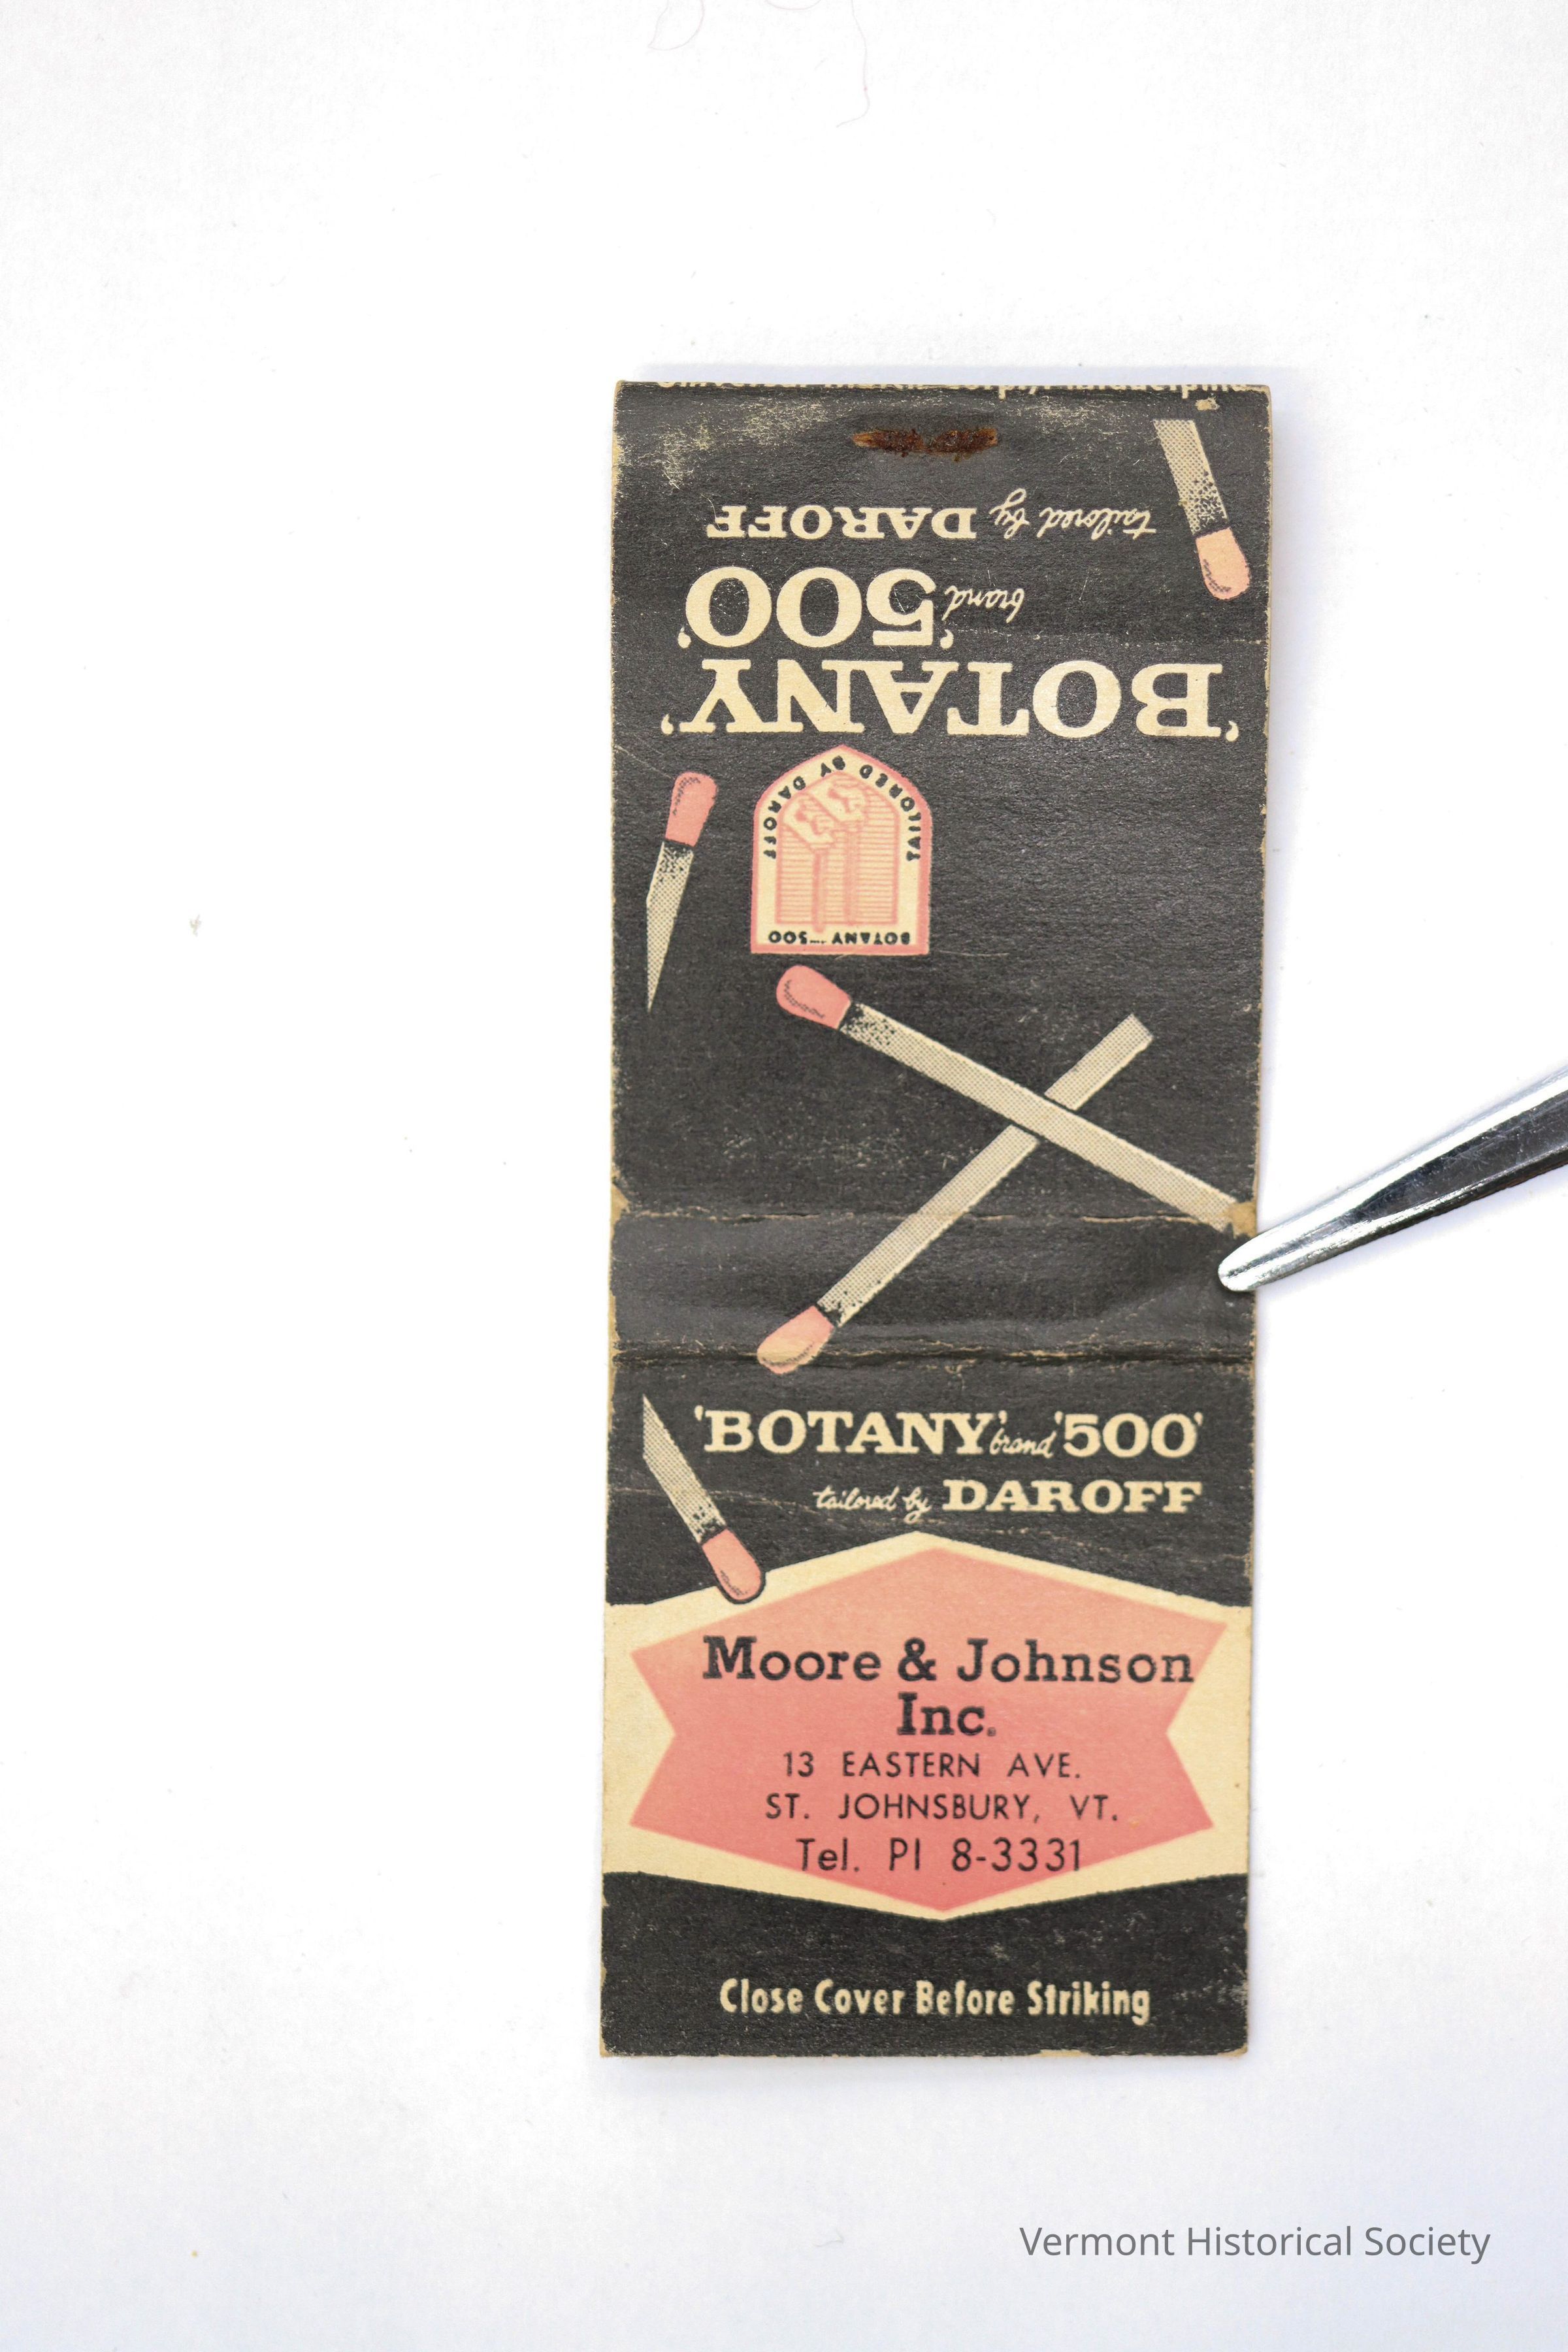 tailored by DAROFF
brand '500'
'BOTANY'
TAILORED BY DAROFF
BOTANY brand 500
'BOTANY' brand '500'
tailored by DAROFF
Moore & Johnson
Inc.
13 EASTERN AVE.
ST. JOHNSBURY, VT.
Tel. PI 8-3331
Close Cover Before Striking
Vermont Historical Society